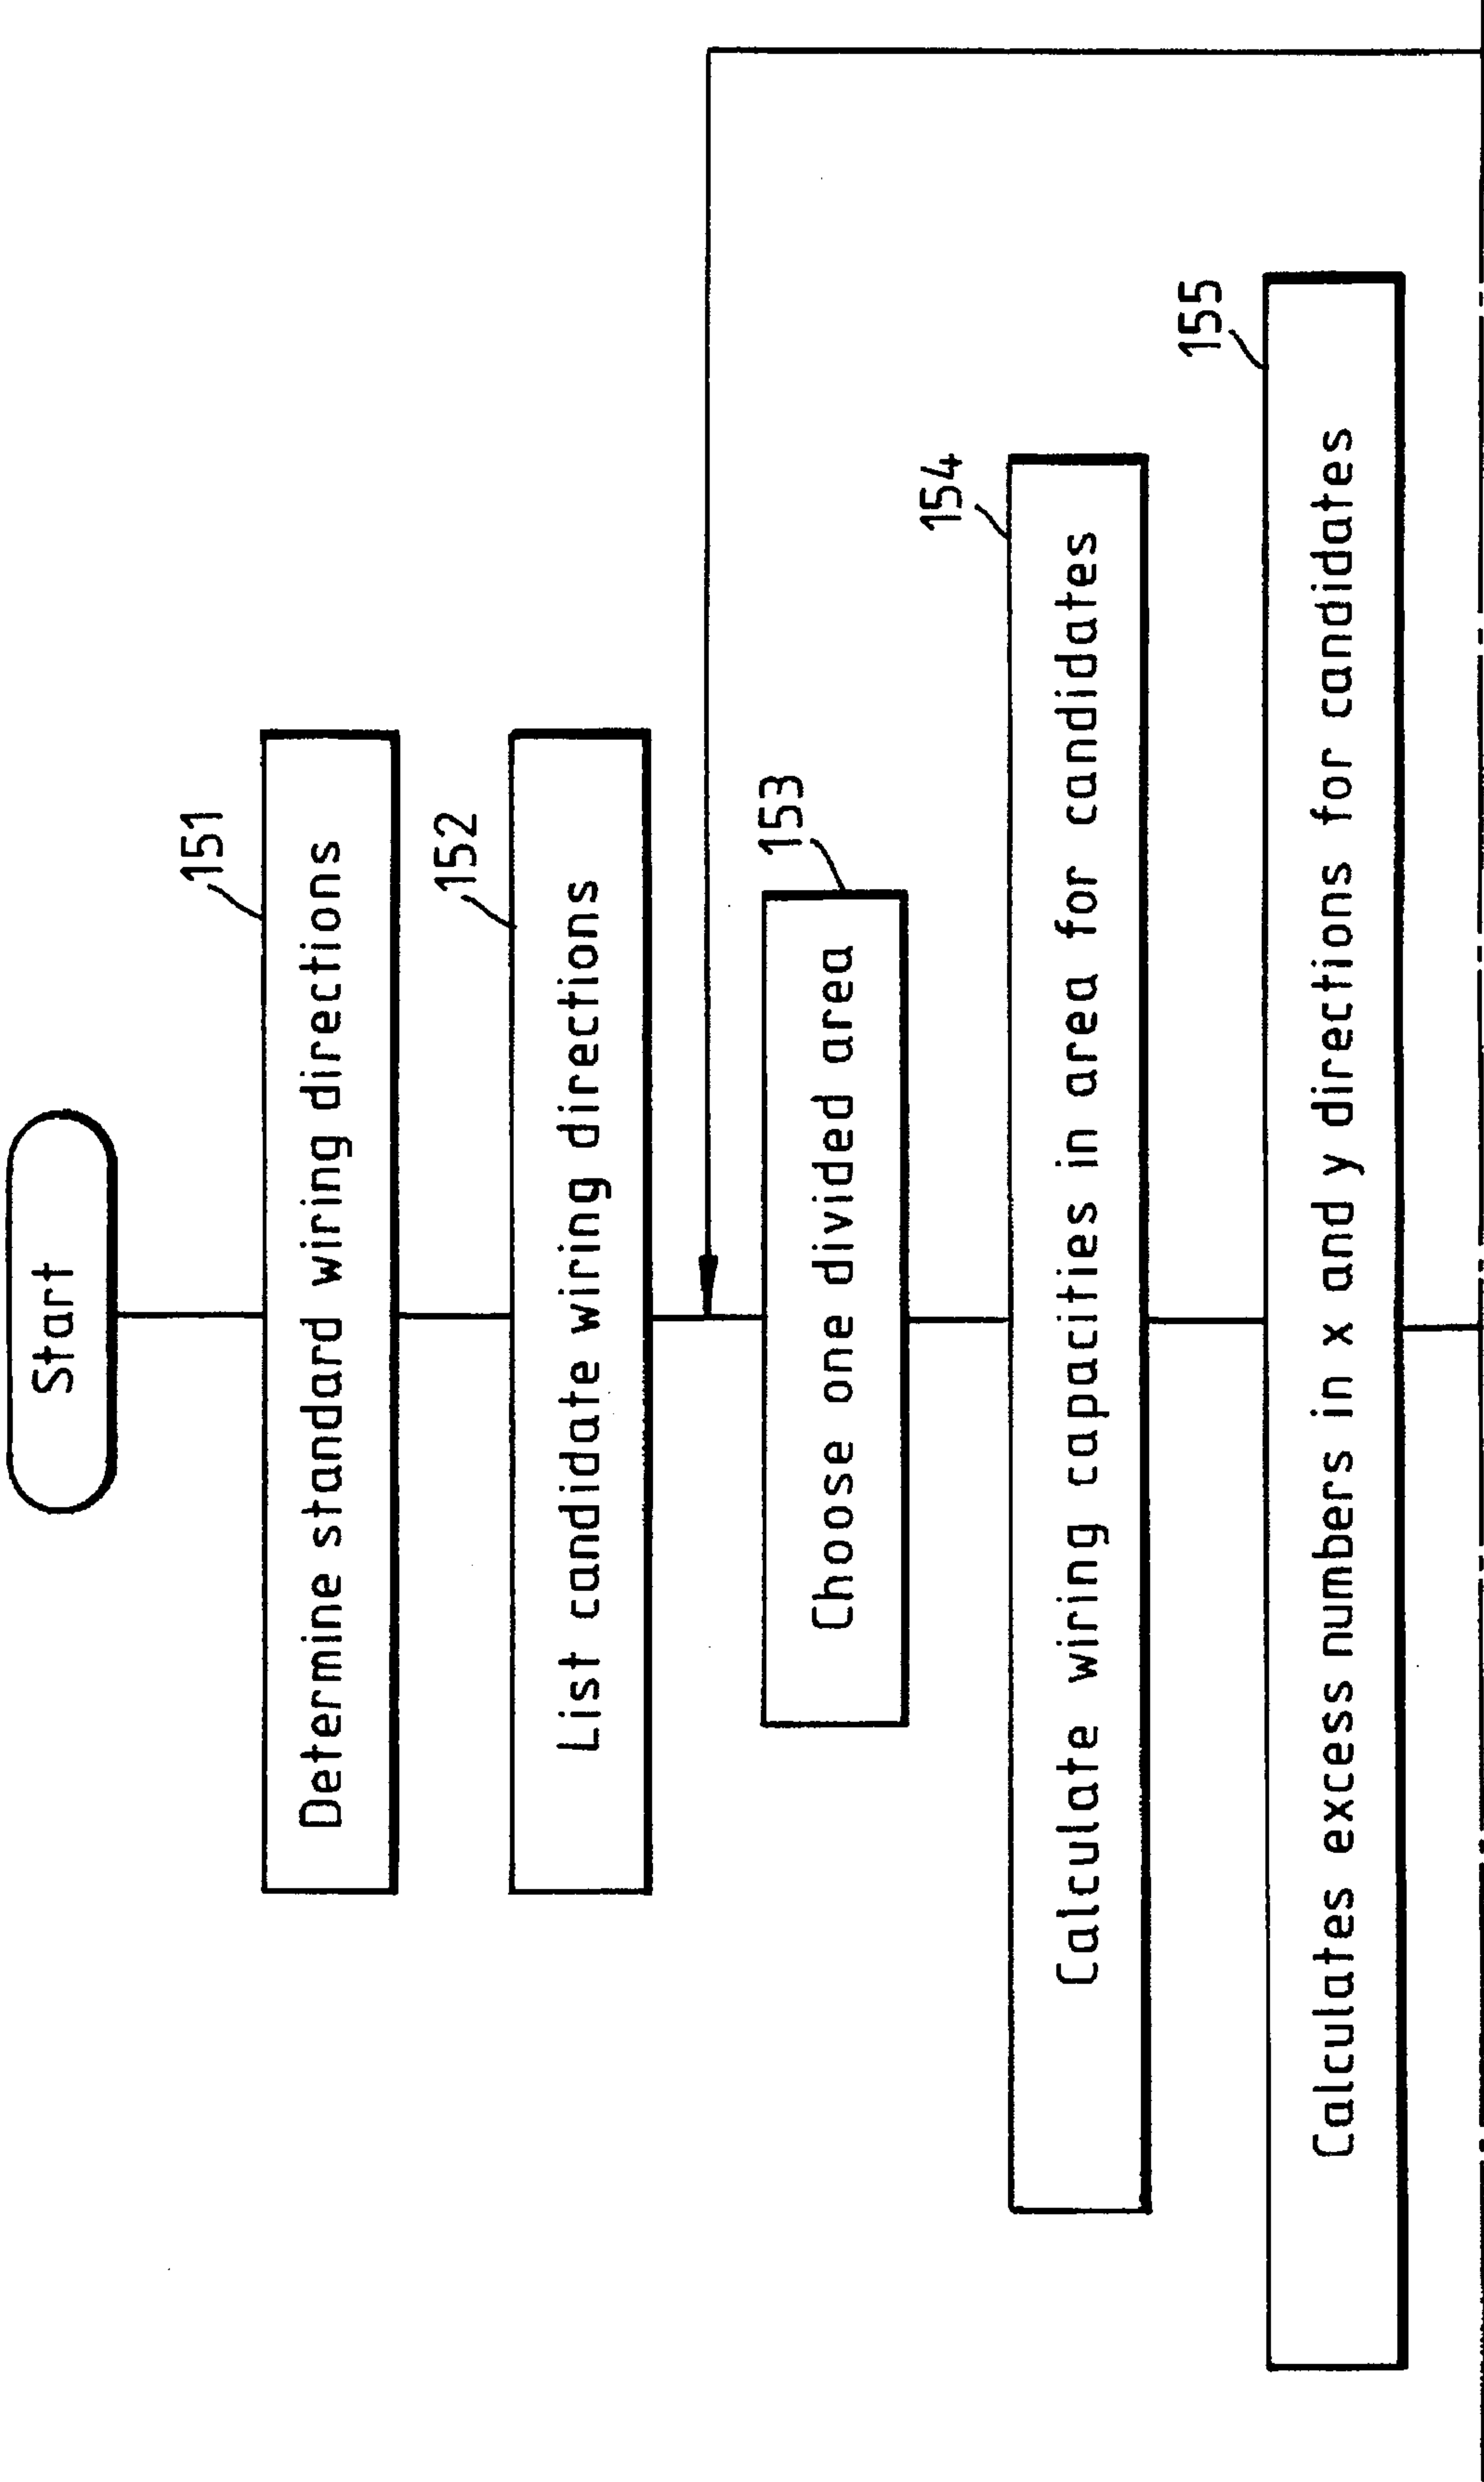 Start
151
Determine standard wiring directions
152
List candidate wiring directions
153
Choose one divided area
154
Calculate wiring capacities in area for candidates
155
Calculates excess numbers in x and y directions for candidates